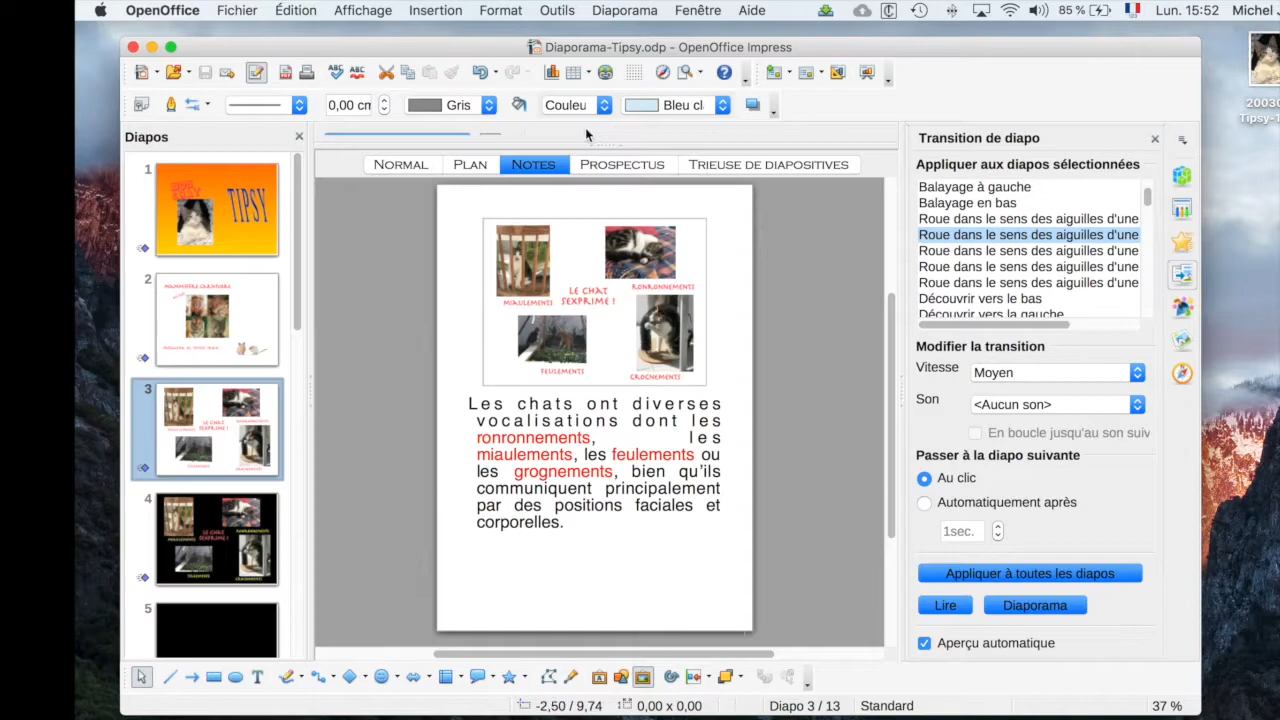 OpenOffice Fichier Édition Affichage Insertion Format Outils Diaporama Fenêtre Aide 85 % Lun. 15:52 Michel J
Diaporama-Tipsy.odp - OpenOffice Impress
0,00 cm Gris Couleu Bleu cl
Diapos
NORMAL PLAN NOTES PROSPECTUS TRIEUSE DE DIAPOSITIVES
1
TIPSY
2
MAMMIFÈRE CARNIVORE
3
4
5
MIAULEMENTS
LE CHAT
S'EXPRIME !
RONRONNEMENTS
FEULEMENTS
GROGNEMENTS
Les chats ont diverses
vocalisations dont les
ronronnements, les
miaulements, les feulements ou
les grognements, bien qu'ils
communiquent principalement
par des positions faciales et
corporelles.
Transition de diapo
Appliquer aux diapos sélectionnées
Balayage à gauche
Balayage en bas
Roue dans le sens des aiguilles d'une
Roue dans le sens des aiguilles d'une
Roue dans le sens des aiguilles d'une
Roue dans le sens des aiguilles d'une
Roue dans le sens des aiguilles d'une
Découvrir vers le bas
Découvrir vers la gauche
Modifier la transition
Vitesse Moyen
Son <Aucun son>
En boucle jusqu'au son suiv
Passer à la diapo suivante
Au clic
Automatiquement après
1sec.
Appliquer à toutes les diapos
Lire Diaporama
Aperçu automatique
-2,50 / 9,74 0,00 x 0,00 Diapo 3 / 13 Standard 37 %
20030
Tipsy-1